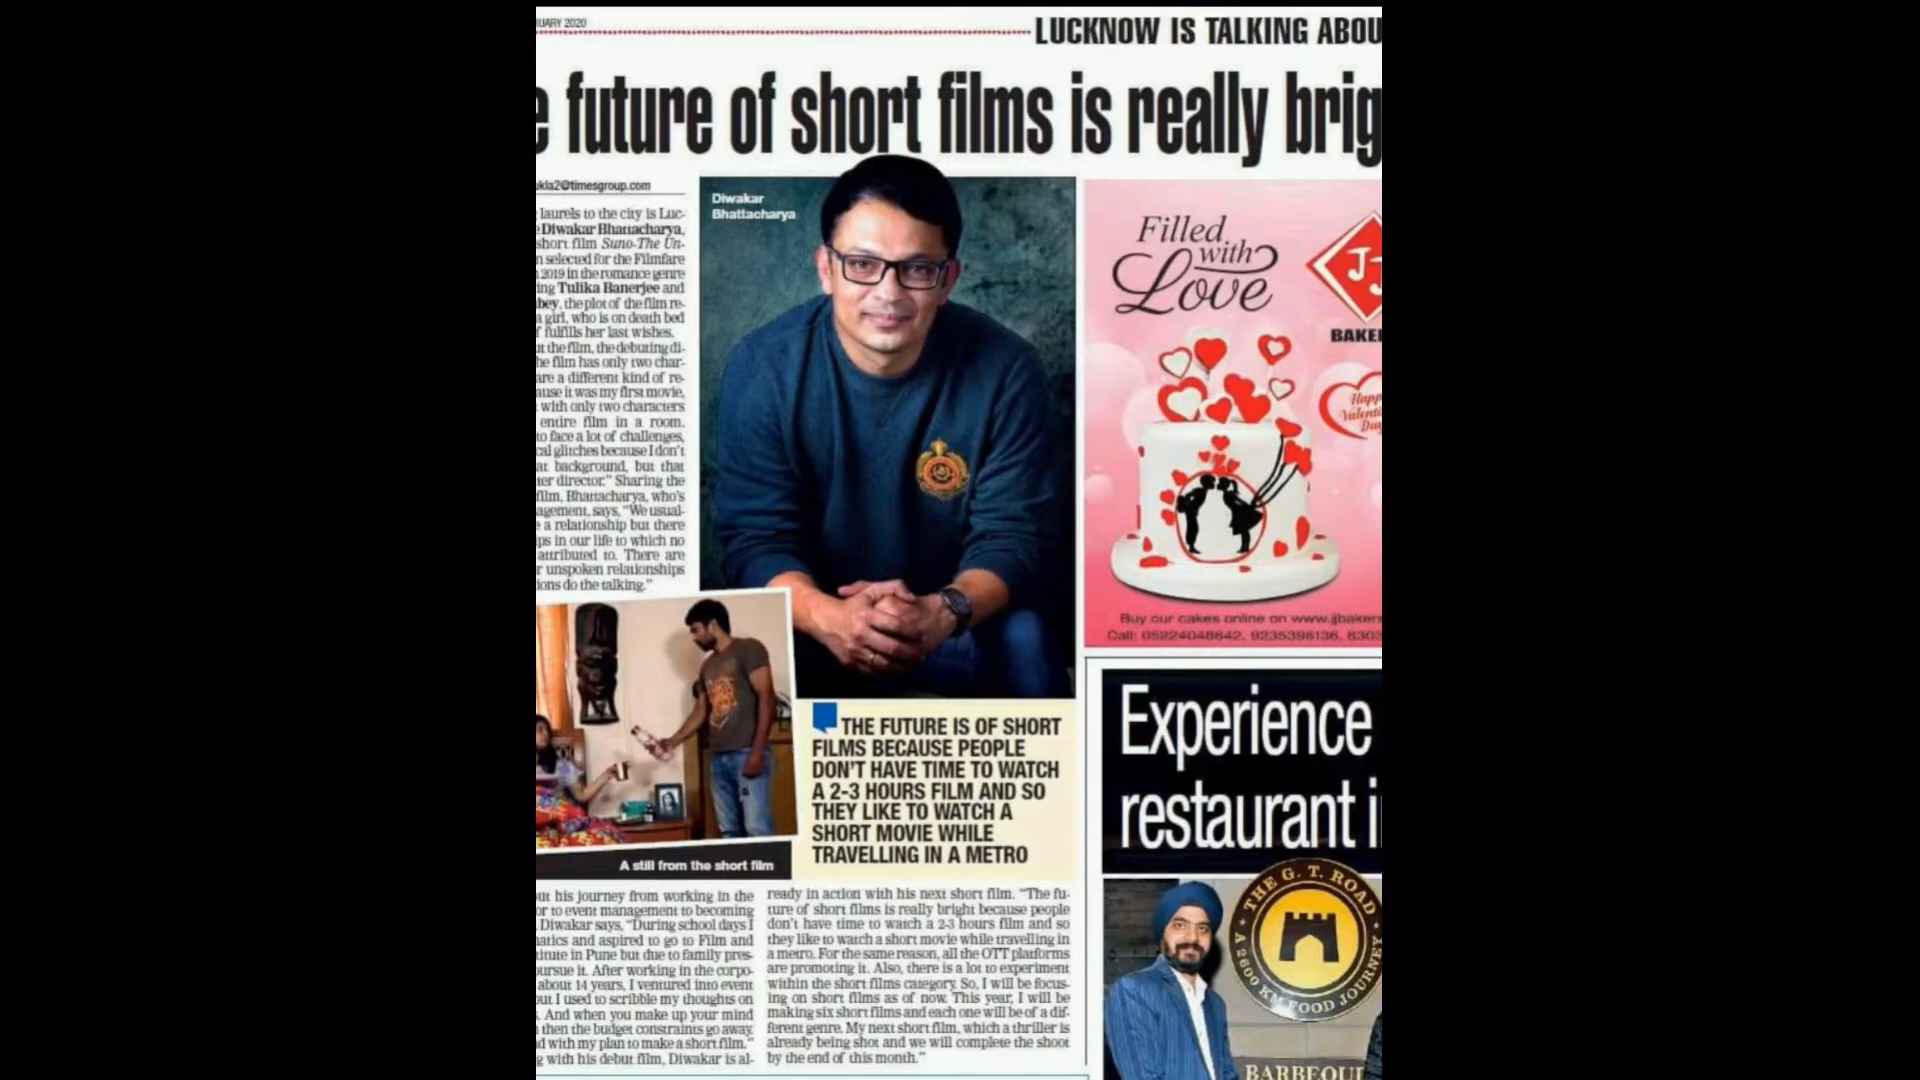 UARY 2020
LUCKNOW IS TALKING ABOU
e future of short films is really brig
ukla2@timesgroup.com
laurels to the city is Luc-
Diwakar Bhattacharya,
short film Suno-The Un-
n selected for the Filmfare
2019 in the romance genre
ing Tulika Banerjee and
bey, the plot of the film re-
a girl, who is on death bed
f fulfills her last wishes.
ut the film, the debuting di-
he film has only two char-
are a different kind of re-
ause it was my first movie,
with only two characters
entire film in a room.
to face a lot of challenges,
cal glitches because I don't
at background, but that
ter director." Sharing the
film, Bhattacharya, who's
agement, says, "We usual-
e a relationship but there
ps in our life to which no
attributed to. There are
r unspoken relationships
ions do the talking."
Diwakar
Bhattacharya
A still from the short film
THE FUTURE IS OF SHORT
FILMS BECAUSE PEOPLE
DON'T HAVE TIME TO WATCH
A 2-3 HOURS FILM AND SO
THEY LIKE TO WATCH A
SHORT MOVIE WHILE
TRAVELLING IN A METRO
ut his journey from working in the
or to event management to becoming
Diwakar says, "During school days I
atics and aspired to go to Film and
titute in Pune but due to family pres-
ursue it. After working in the corpo-
about 14 years, I ventured into event
out I used to scribble my thoughts on
. And when you make up your mind
then the budget constraints go away.
d with my plan to make a short film."
g with his debut film, Diwakar is al-
ready in action with his next short film. "The fu-
ture of short films is really bright because people
don't have time to watch a 2-3 hours film and so
they like to watch a short movie while travelling in
a metro. For the same reason, all the OTT platforms
are promoting it. Also, there is a lot to experiment
within the short films category. So, I will be focus-
ing on short films as of now. This year, I will be
making six short films and each one will be of a dif-
ferent genre. My next short film, which a thriller is
already being shot and we will complete the shoot
by the end of this month."
Filled
with
Love
JJ
BAKE
Happ
Valenti
Day
Buy our cakes online on www.jjbakers
Call: 05224048642, 9235398136, 8303
Experience
restaurant i
THE G. T. ROAD
A 2600 KM FOOD JOURNEY
BARBEQU